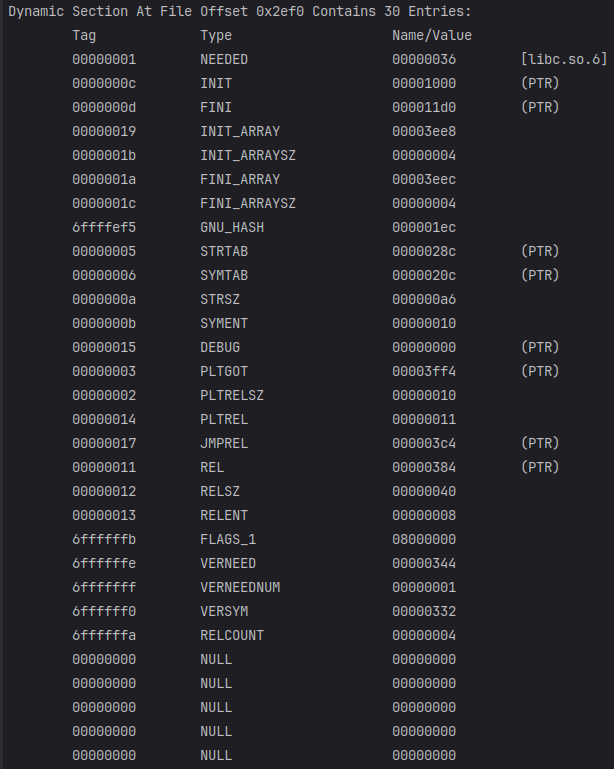 Dynamic Section At File Offset 0x2ef0 Contains 30 Entries:
Tag Type Name/Value
00000001 NEEDED 00000036 [libc.so.6]
0000000c INIT 00001000 (PTR)
0000000d FINI 000011d0 (PTR)
00000019 INIT_ARRAY 00003ee8
0000001b INIT_ARRAYSZ 00000004
0000001a FINI_ARRAY 00003eec
0000001c FINI_ARRAYSZ 00000004
6ffffef5 GNU_HASH 000001ec
00000005 STRTAB 0000028c (PTR)
00000006 SYMTAB 0000020c (PTR)
0000000a STRSZ 000000a6
0000000b SYMENT 00000010
00000015 DEBUG 00000000 (PTR)
00000003 PLTGOT 00003ff4 (PTR)
00000002 PLTRELSZ 00000010
00000014 PLTREL 00000011
00000017 JMPREL 000003c4 (PTR)
00000011 REL 00000384 (PTR)
00000012 RELSZ 00000040
00000013 RELENT 00000008
6ffffffb FLAGS_1 08000000
6ffffffe VERNEED 00000344
6fffffff VERNEEDNUM 00000001
6ffffff0 VERSYM 00000332
6ffffffa RELCOUNT 00000004
00000000 NULL 00000000
00000000 NULL 00000000
00000000 NULL 00000000
00000000 NULL 00000000
00000000 NULL 00000000